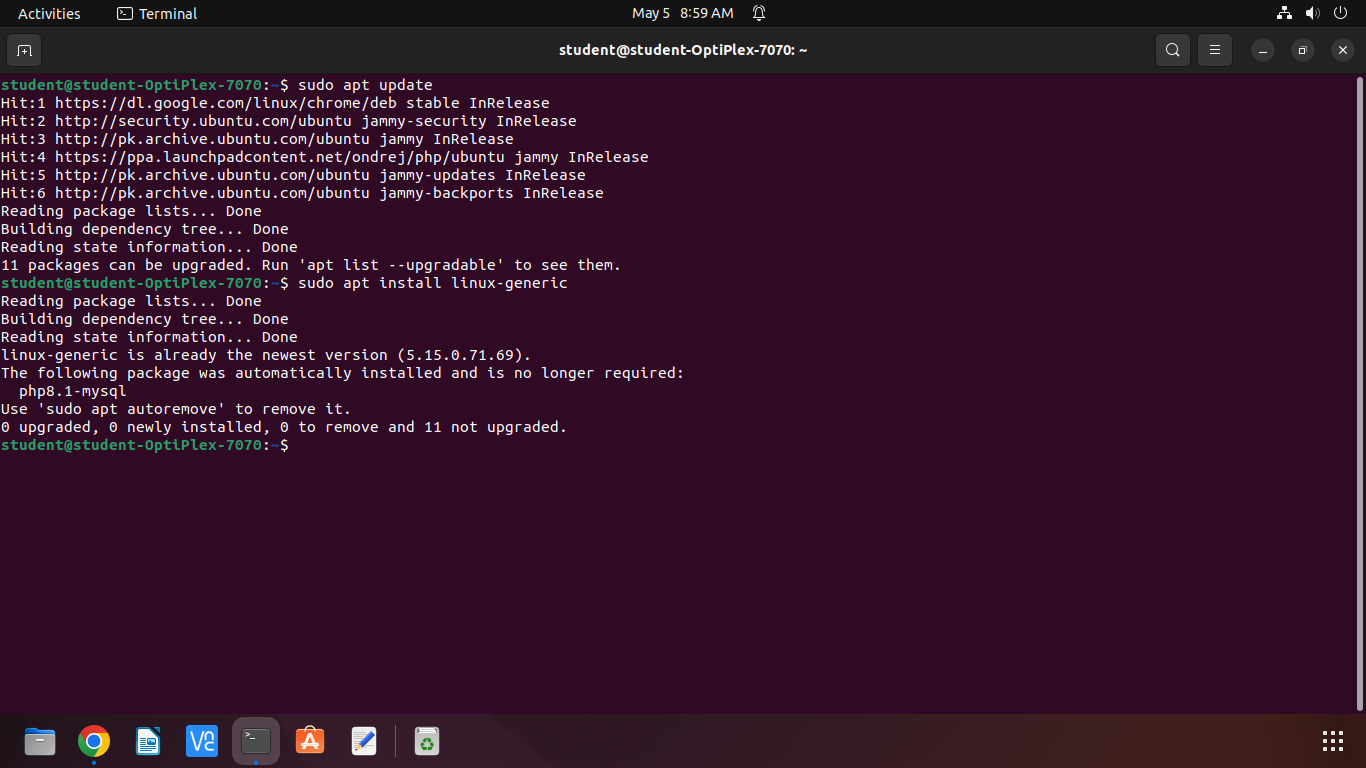 Activities Terminal May 5 8:59 AM
student@student-OptiPlex-7070: ~
student@student-OptiPlex-7070:~$ sudo apt update
Hit:1 https://dl.google.com/linux/chrome/deb stable InRelease
Hit:2 http://security.ubuntu.com/ubuntu jammy-security InRelease
Hit:3 http://pk.archive.ubuntu.com/ubuntu jammy InRelease
Hit:4 https://ppa.launchpadcontent.net/ondrej/php/ubuntu jammy InRelease
Hit:5 http://pk.archive.ubuntu.com/ubuntu jammy-updates InRelease
Hit:6 http://pk.archive.ubuntu.com/ubuntu jammy-backports InRelease
Reading package lists... Done
Building dependency tree... Done
Reading state information... Done
11 packages can be upgraded. Run 'apt list --upgradable' to see them.
student@student-OptiPlex-7070:~$ sudo apt install linux-generic
Reading package lists... Done
Building dependency tree... Done
Reading state information... Done
linux-generic is already the newest version (5.15.0.71.69).
The following package was automatically installed and is no longer required:
  php8.1-mysql
Use 'sudo apt autoremove' to remove it.
0 upgraded, 0 newly installed, 0 to remove and 11 not upgraded.
student@student-OptiPlex-7070:~$